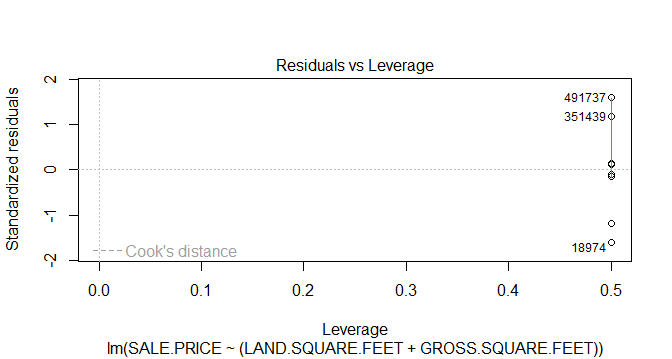 Residuals vs Leverage
Standardized residuals
2
1
0
-1
-2
491737
351439
18974
Cook's distance
0.0 0.1 0.2 0.3 0.4 0.5
Leverage
lm(SALE.PRICE ~ (LAND.SQUARE.FEET + GROSS.SQUARE.FEET))